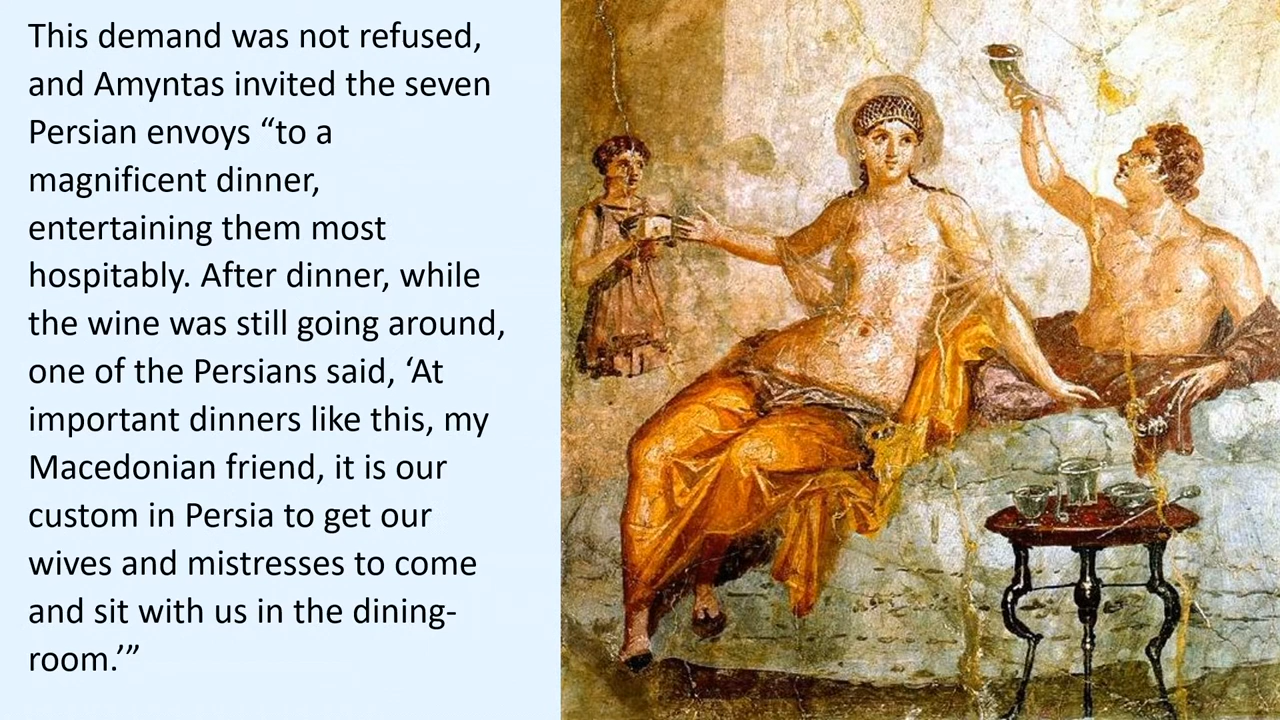 This demand was not refused,
and Amyntas invited the seven
Persian envoys “to a
magnificent dinner,
entertaining them most
hospitably. After dinner, while
the wine was still going around,
one of the Persians said, ‘At
important dinners like this, my
Macedonian friend, it is our
custom in Persia to get our
wives and mistresses to come
and sit with us in the dining-
room.’”